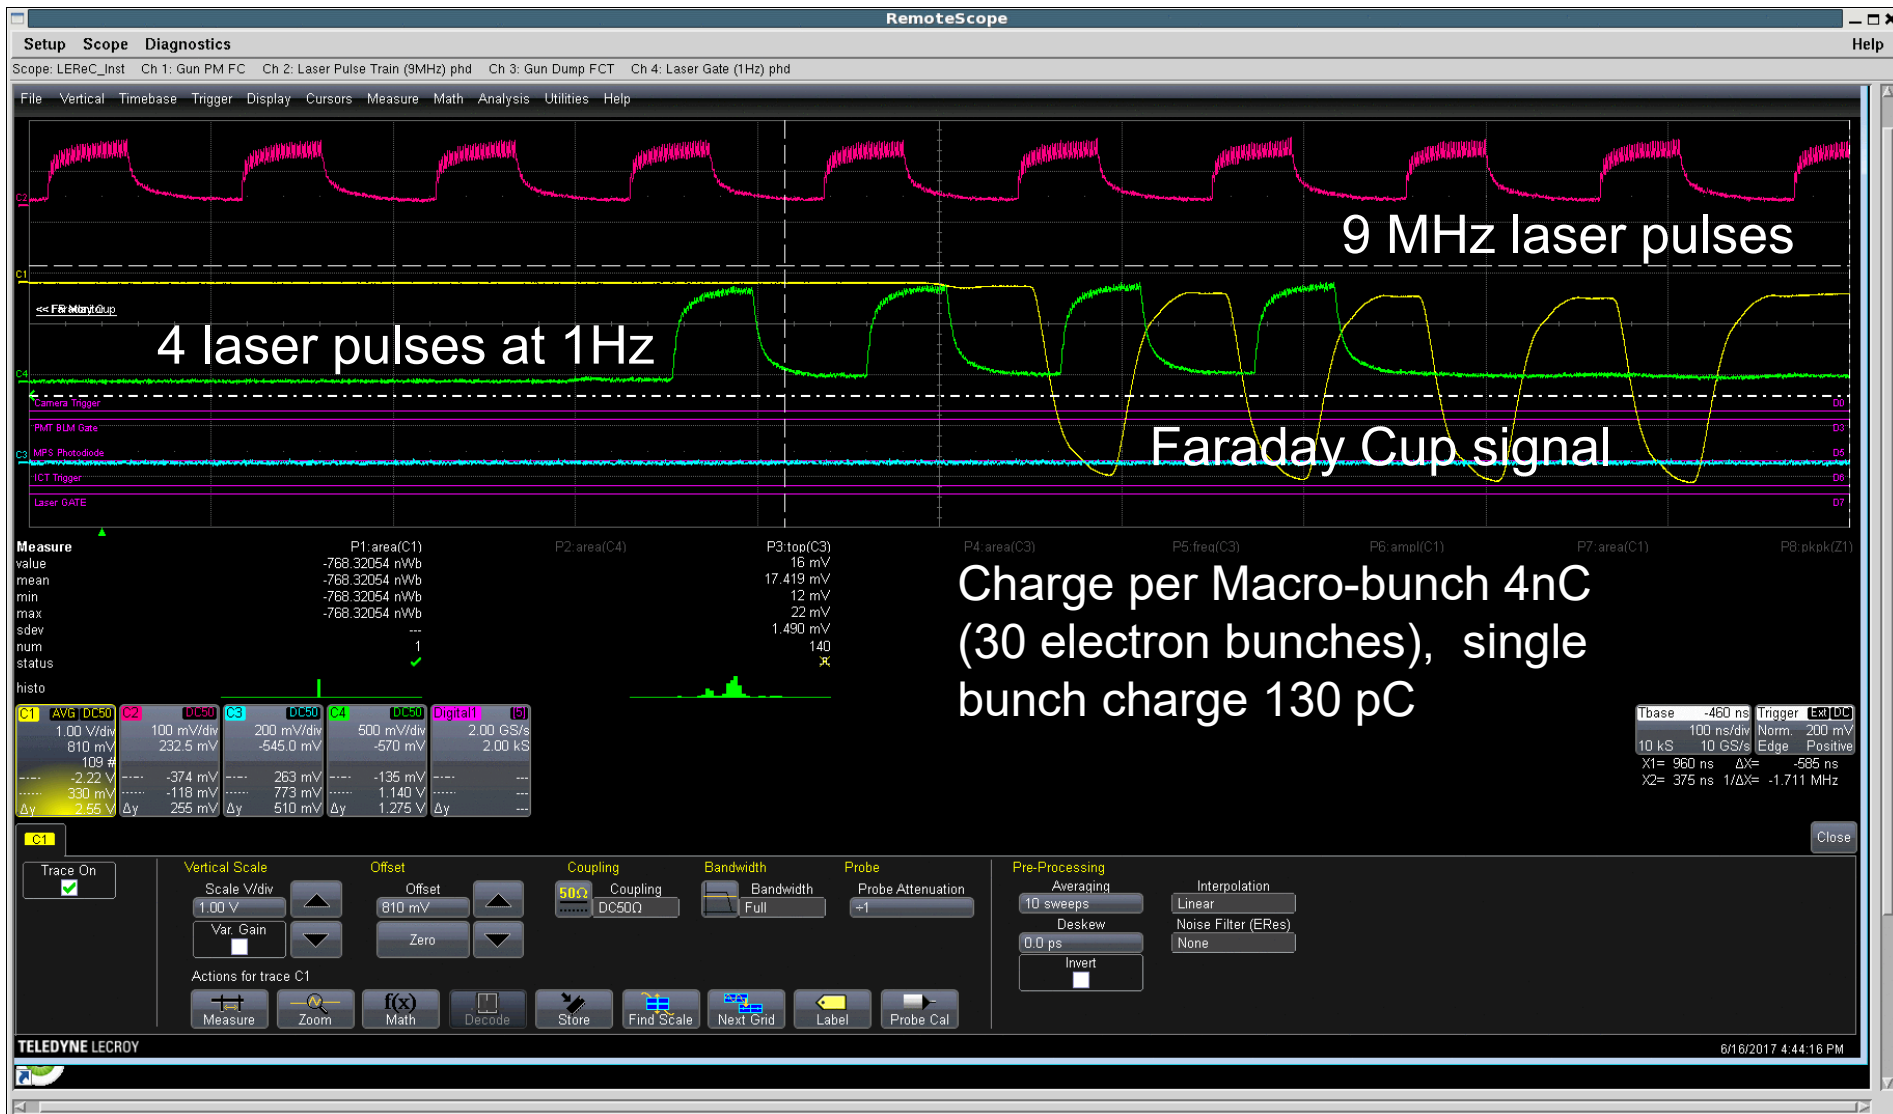 RemoteScope
Setup Scope Diagnostics Help
Scope: LEReC_Inst Ch 1: Gun PM FC Ch 2: Laser Pulse Train (9MHz) phd Ch 3: Gun Dump FCT Ch 4: Laser Gate (1Hz) phd
File Vertical Timebase Trigger Display Cursors Measure Math Analysis Utilities Help
C2
9 MHz laser pulses
C1
4 laser pulses at 1Hz
C4
Camera Trigger D0
PMT BLM Gate D3
Faraday Cup signal
C3 MPS Photodiode D5
ICT Trigger D6
Laser GATE D7
Measure P1:area(C1) P2:area(C4) P3:top(C3) P4:area(C3) P5:freq(C3) P6:ampl(C1) P7:area(C1) P8:pkpk(Z1)
value -768.32054 nWb 16 mV
mean -768.32054 nWb 17.419 mV
min -768.32054 nWb 12 mV
max -768.32054 nWb 22 mV
sdev --- 1.490 mV
num 1 140
status
histo
Charge per Macro-bunch 4nC
(30 electron bunches), single
bunch charge 130 pC
C1 AVG DC50 C2 DC50 C3 DC50 C4 DC50 Digital1 [5]
1.00 V/div 100 mV/div 200 mV/div 500 mV/div 2.00 GS/s
810 mV 232.5 mV -545.0 mV -570 mV 2.00 kS
109 #
-2.22 V -374 mV 263 mV -135 mV ---
330 mV -118 mV 773 mV 1.140 V ---
Δy 2.55 V Δy 255 mV Δy 510 mV Δy 1.275 V Δy ---
Tbase -460 ns Trigger Ext DC
100 ns/div Norm. 200 mV
10 kS 10 GS/s Edge Positive
X1= 960 ns ΔX= -585 ns
X2= 375 ns 1/ΔX= -1.711 MHz
C1 Close
Trace On
Vertical Scale Offset Coupling Bandwidth Probe Pre-Processing
Scale V/div Offset 50Ω Coupling Bandwidth Probe Attenuation Averaging Interpolation
1.00 V 810 mV DC50Ω Full ÷1 10 sweeps Linear
Var. Gain Zero Deskew Noise Filter (ERes)
0.0 ps None
Invert
Actions for trace C1
f(x)
Measure Zoom Math Decode Store Find Scale Next Grid Label Probe Cal
TELEDYNE LECROY 6/16/2017 4:44:16 PM